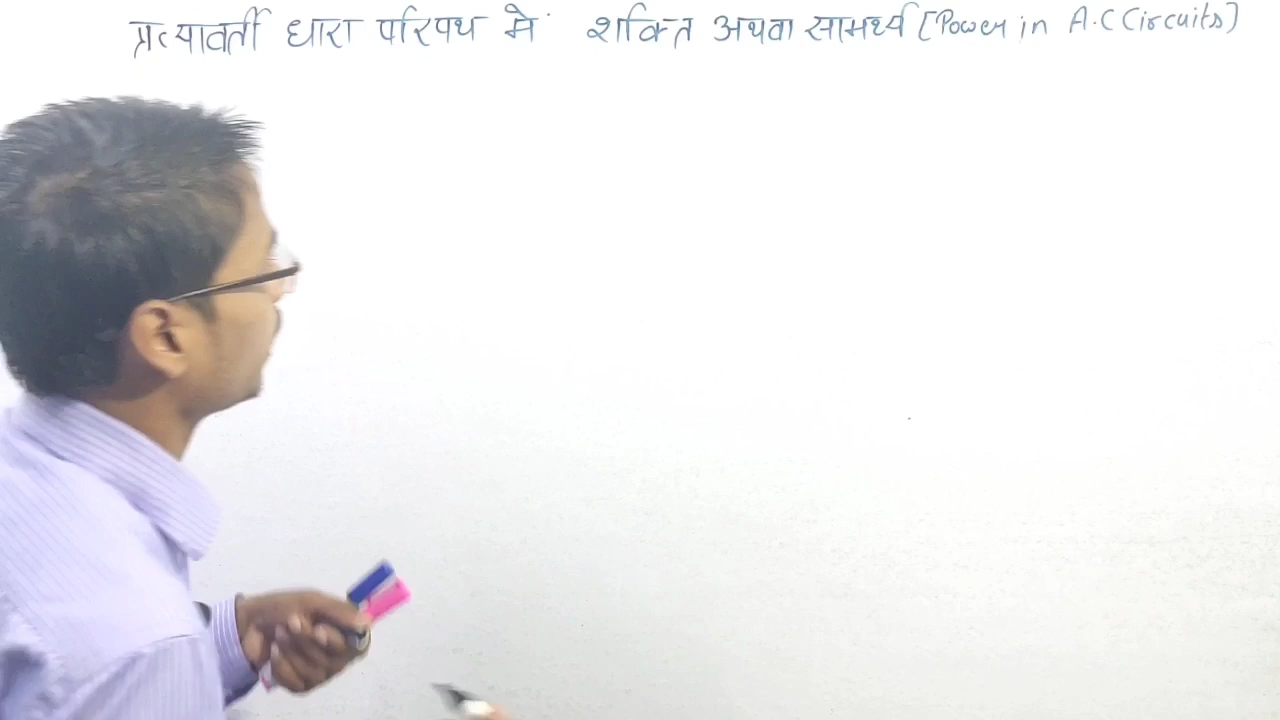 प्रत्यावर्ती धारा परिपथ में शक्ति अथवा सामर्थ्य [Power in A.C Circuits]